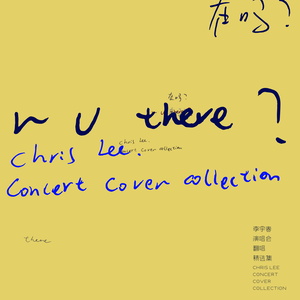 在吗?
在吗?
r u there?
Chris Lee.
Concert cover collection
Chris Lee.
Concert cover collection
there
李宇春
演唱会
翻唱
精选集
CHRIS LEE
CONCERT
COVER
COLLECTION